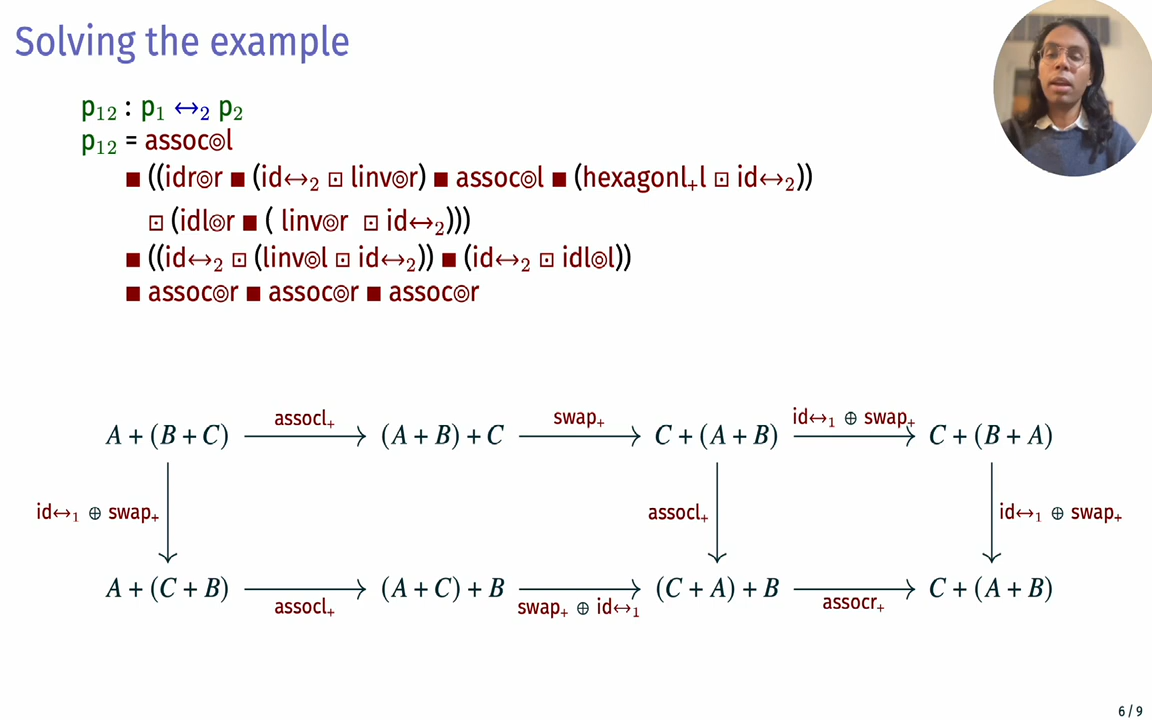 Solving the example
p₁₂ : p₁ ↔₂ p₂
p₁₂ = assoc◎l
■ ((idr◎r ■ (id↔₂ ⊡ linv◎r) ■ assoc◎l ■ (hexagonl₊l ⊡ id↔₂))
⊡ (idl◎r ■ ( linv◎r ⊡ id↔₂)))
■ ((id↔₂ ⊡ (linv◎l ⊡ id↔₂)) ■ (id↔₂ ⊡ idl◎l))
■ assoc◎r ■ assoc◎r ■ assoc◎r
assocl₊ swap₊ id↔₁ ⊕ swap₊
A + (B + C) (A + B) + C C + (A + B) C + (B + A)
id↔₁ ⊕ swap₊ assocl₊ id↔₁ ⊕ swap₊
A + (C + B) (A + C) + B (C + A) + B C + (A + B)
assocl₊ swap₊ ⊕ id↔₁ assocr₊
6 / 9